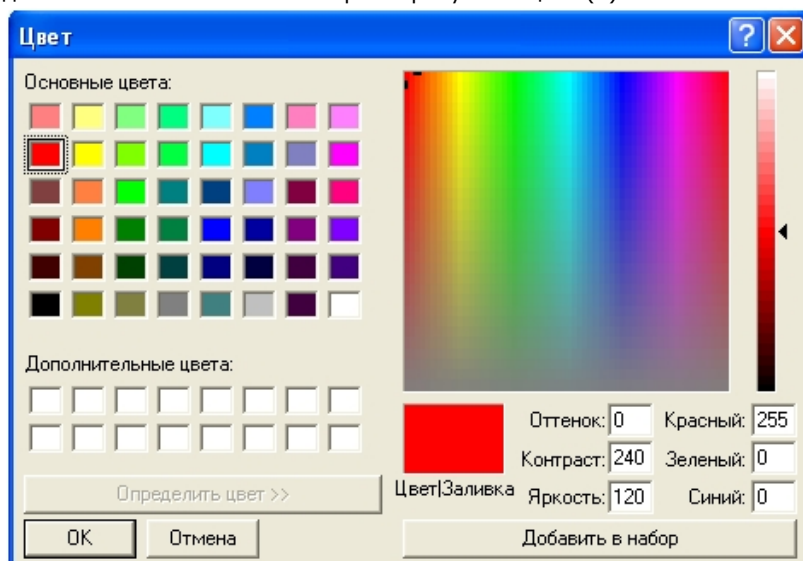 Цвет
Основные цвета:
Дополнительные цвета:
Определить цвет >>
ОК
Отмена
Цвет|Заливка
Оттенок: 0
Красный: 255
Контраст: 240
Зеленый: 0
Яркость: 120
Синий: 0
Добавить в набор